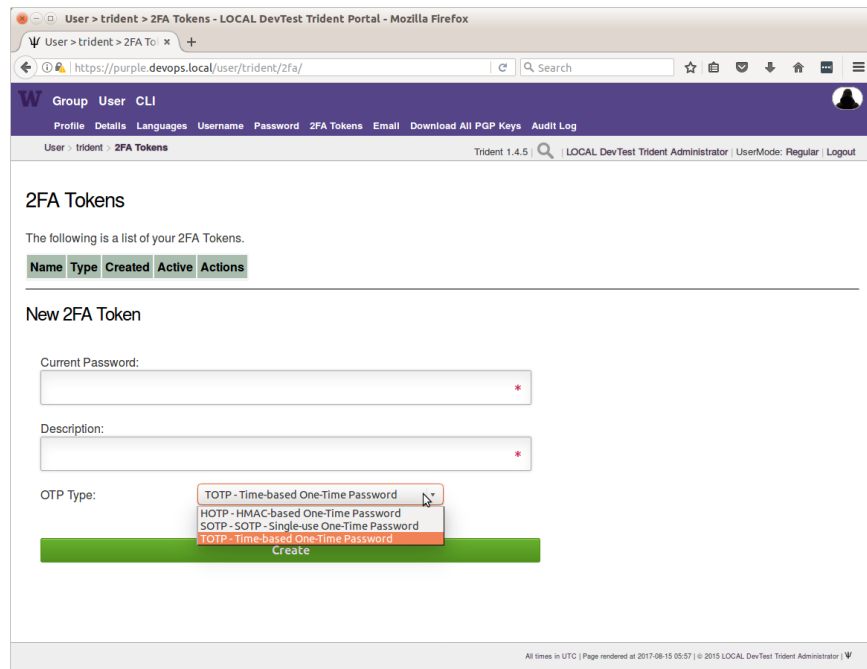 User > trident > 2FA Tokens - LOCAL DevTest Trident Portal - Mozilla Firefox
User > trident > 2FA To
https://purple.devops.local/user/trident/2fa/
Search
W Group User CLI
Profile Details Languages Username Password 2FA Tokens Email Download All PGP Keys Audit Log
User > trident > 2FA Tokens
Trident 1.4.5 | | LOCAL DevTest Trident Administrator | UserMode: Regular | Logout
2FA Tokens
The following is a list of your 2FA Tokens.
Name Type Created Active Actions
New 2FA Token
Current Password:
*
Description:
*
OTP Type: TOTP - Time-based One-Time Password
HOTP - HMAC-based One-Time Password
SOTP - SOTP - Single-use One-Time Password
TOTP - Time-based One-Time Password
Create
All times in UTC | Page rendered at 2017-08-15 05:57 | © 2015 LOCAL DevTest Trident Administrator | Ψ